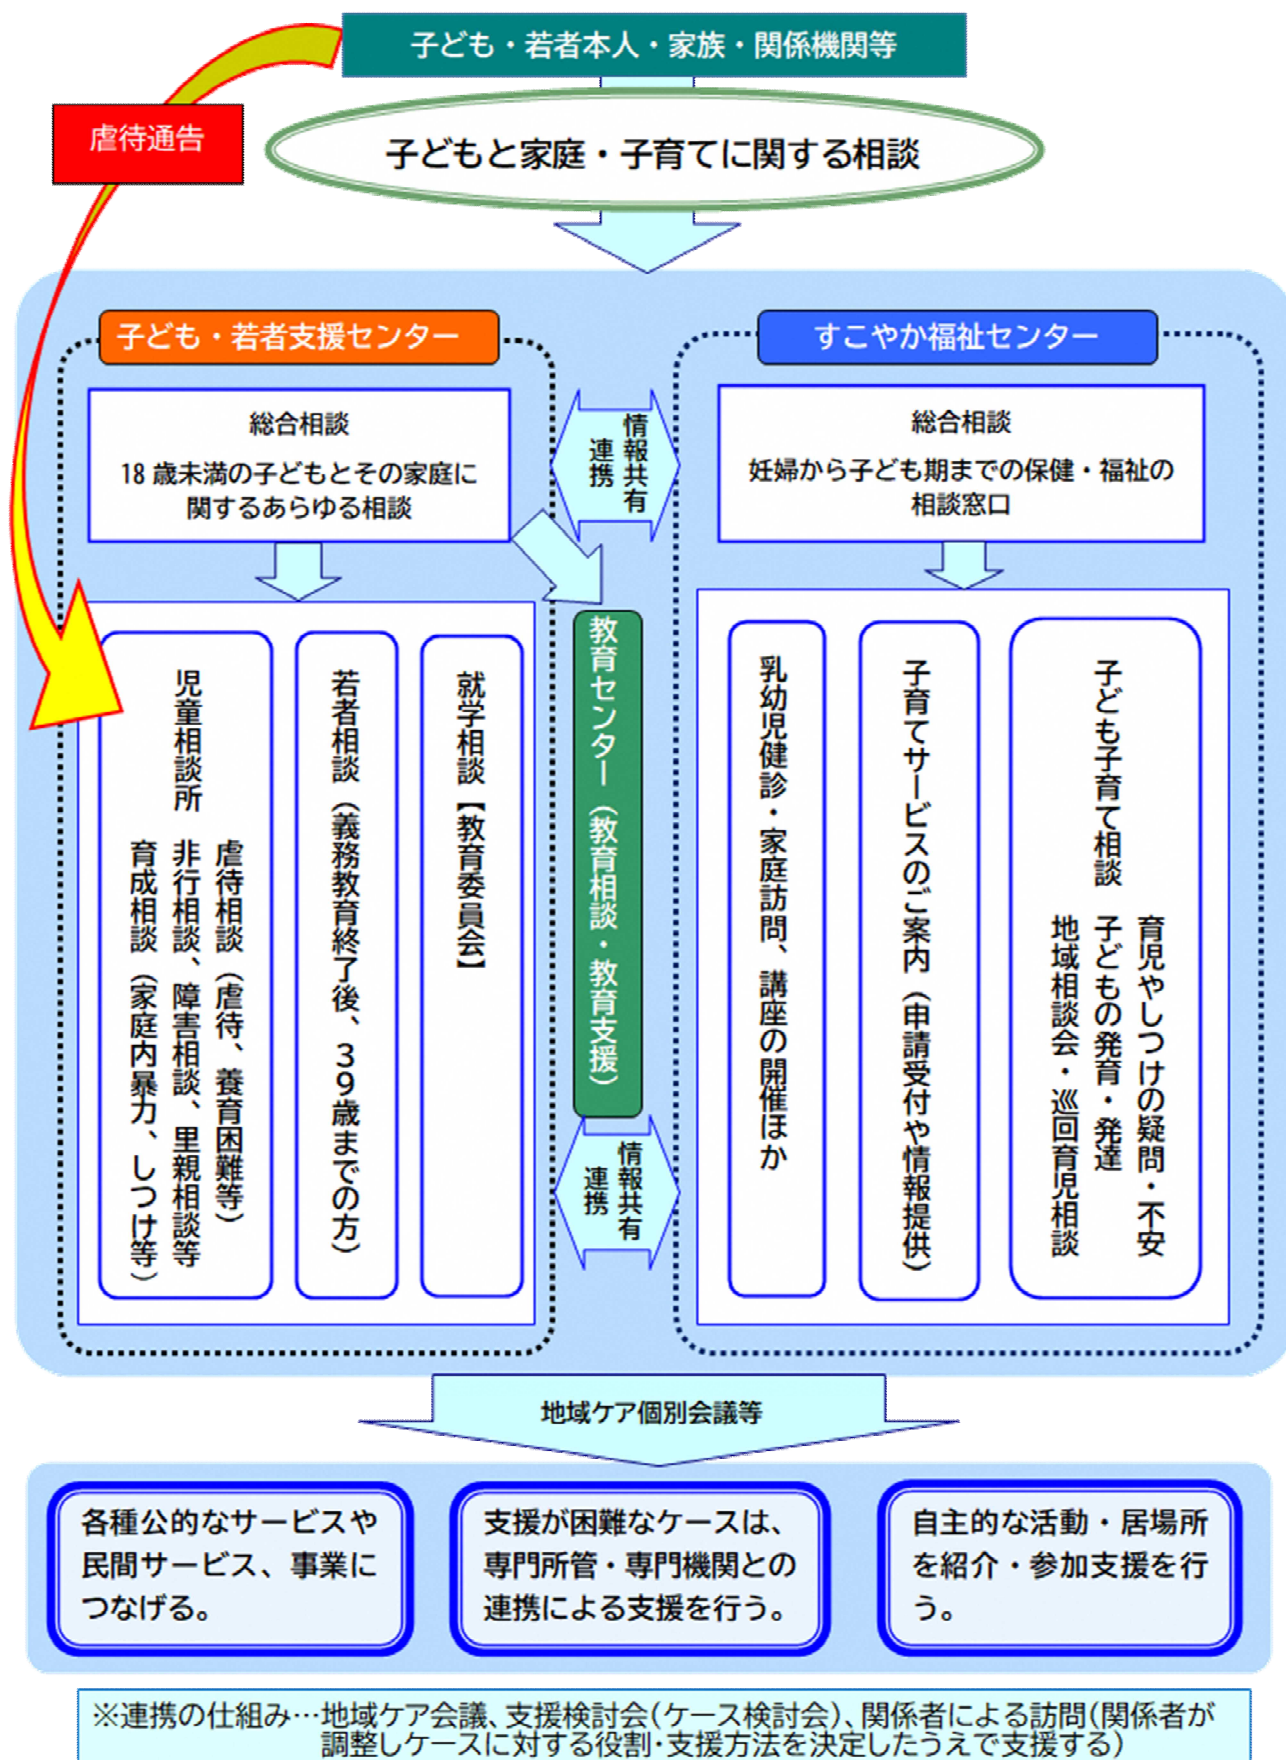 子ども・若者本人・家族・関係機関等
虐待通告
子どもと家庭・子育てに関する相談
子ども・若者支援センター
総合相談
18 歳未満の子どもとその家庭に
関するあらゆる相談
児童相談所
虐待相談（虐待、養育困難等）
非行相談、障害相談、里親相談等
育成相談（家庭内暴力、しつけ等）
若者相談（義務教育終了後、３９歳までの方）
就学相談【教育委員会】
情報共有
連携
教育センター（教育相談・教育支援）
情報共有
連携
すこやか福祉センター
総合相談
妊婦から子ども期までの保健・福祉の
相談窓口
乳幼児健診・家庭訪問、講座の開催ほか
子育てサービスのご案内（申請受付や情報提供）
子ども子育て相談
育児やしつけの疑問・不安
子どもの発育・発達
地域相談会・巡回育児相談
地域ケア個別会議等
各種公的なサービスや
民間サービス、事業に
つなげる。
支援が困難なケースは、
専門所管・専門機関との
連携による支援を行う。
自主的な活動・居場所
を紹介・参加支援を行
う。
※連携の仕組み…地域ケア会議、支援検討会(ケース検討会)、関係者による訪問(関係者が
調整しケースに対する役割・支援方法を決定したうえで支援する)